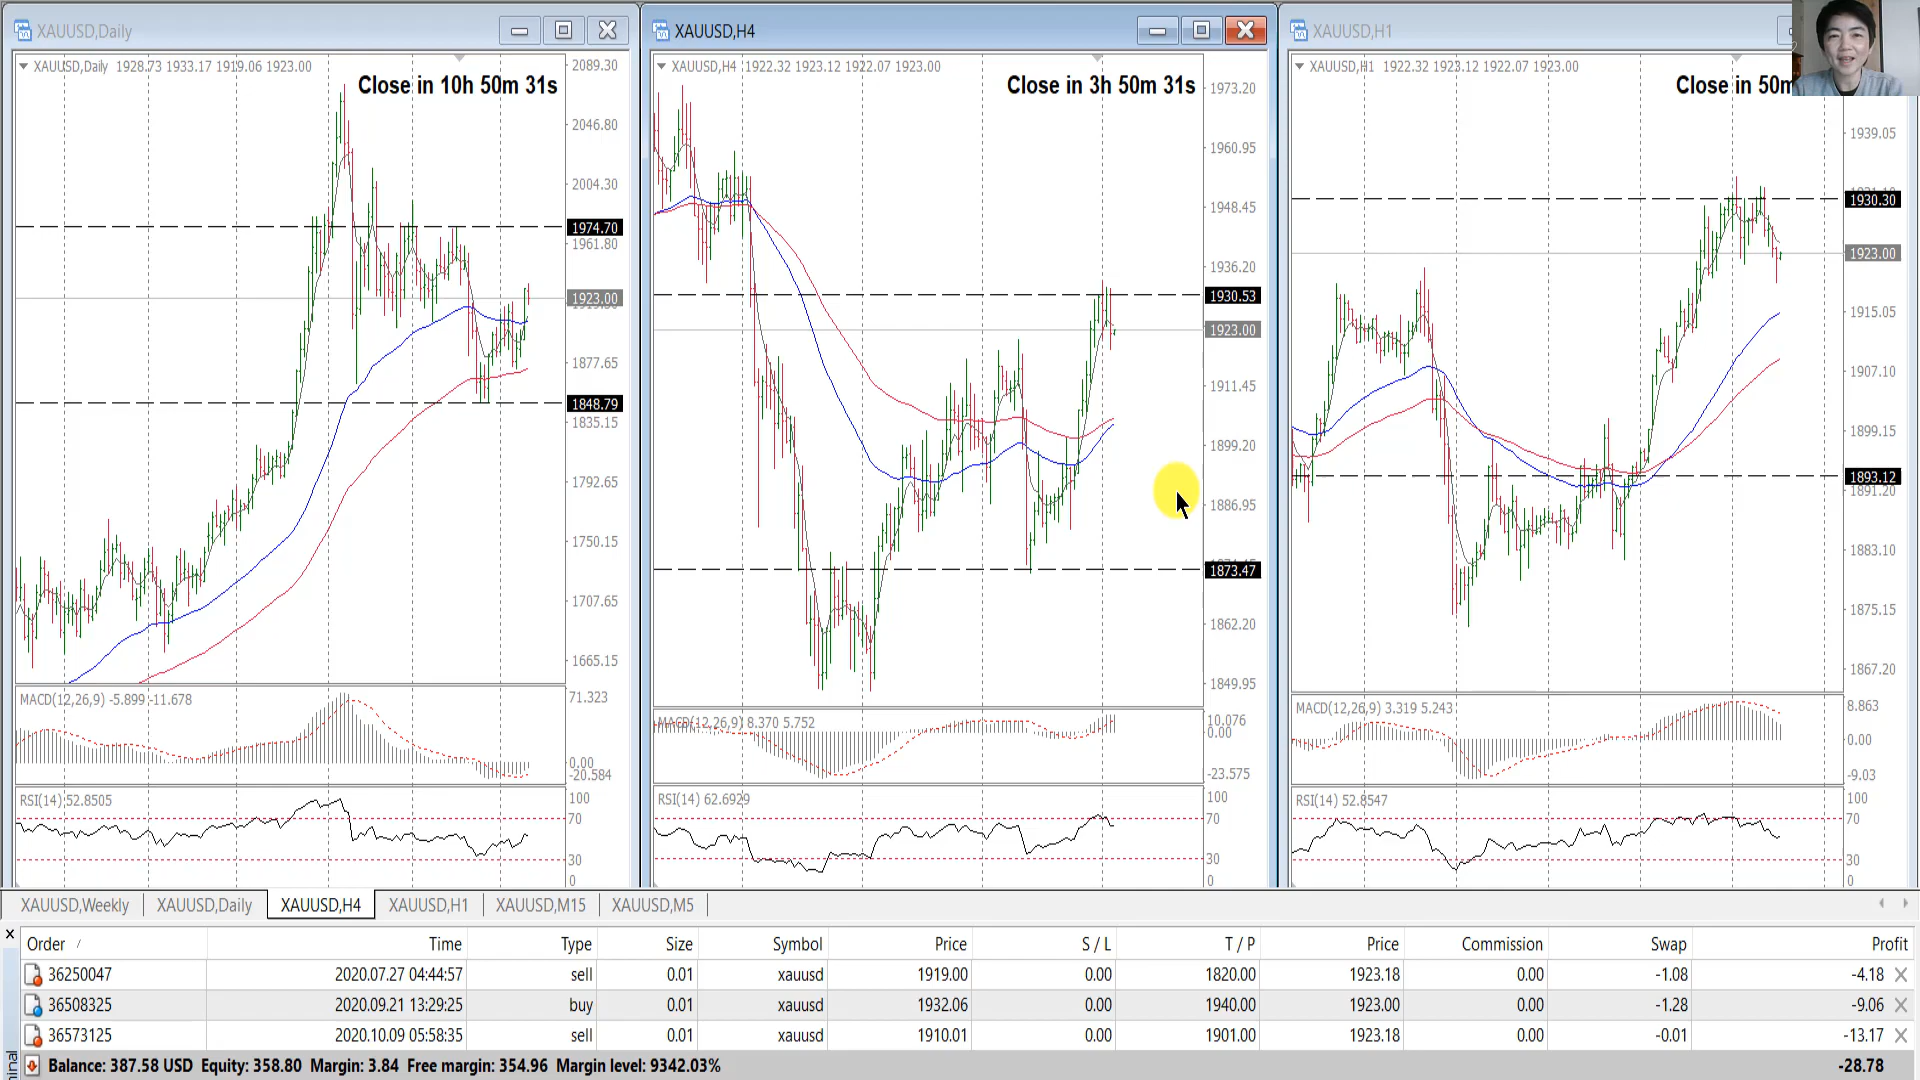 XAUUSD,Daily
XAUUSD,Daily 1928.73 1933.17 1919.06 1923.00
Close in 10h 50m 31s
2089.30
2046.80
2004.30
1974.70
1961.80
1923.00
1877.65
1848.79
1835.15
1792.65
1750.15
1707.65
1665.15
MACD(12,26,9) -5.899 -11.678
71.323
0.00
-20.584
RSI(14) 52.8505
100
70
30
0
XAUUSD,H4
XAUUSD,H4 1922.32 1923.12 1922.07 1923.00
Close in 3h 50m 31s
1973.20
1960.95
1948.45
1936.20
1930.53
1923.00
1911.45
1899.20
1886.95
1873.47
1862.20
1849.95
MACD(12,26,9) 8.370 5.752
10.076
0.00
-23.575
RSI(14) 62.6929
100
70
30
0
XAUUSD,H1
XAUUSD,H1 1922.32 1923.12 1922.07 1923.00
Close in 50m
1939.05
1930.30
1923.00
1915.05
1907.10
1899.15
1893.12
1891.20
1883.10
1875.15
1867.20
MACD(12,26,9) 3.319 5.243
8.863
0.00
-9.03
RSI(14) 52.8547
100
70
30
0
XAUUSD,Weekly XAUUSD,Daily XAUUSD,H4 XAUUSD,H1 XAUUSD,M15 XAUUSD,M5
Order / Time Type Size Symbol Price S / L T / P Price Commission Swap Profit
36250047 2020.07.27 04:44:57 sell 0.01 xauusd 1919.00 0.00 1820.00 1923.18 0.00 -1.08 -4.18
36508325 2020.09.21 13:29:25 buy 0.01 xauusd 1932.06 0.00 1940.00 1923.00 0.00 -1.28 -9.06
36573125 2020.10.09 05:58:35 sell 0.01 xauusd 1910.01 0.00 1901.00 1923.18 0.00 -0.01 -13.17
Balance: 387.58 USD Equity: 358.80 Margin: 3.84 Free margin: 354.96 Margin level: 9342.03% -28.78